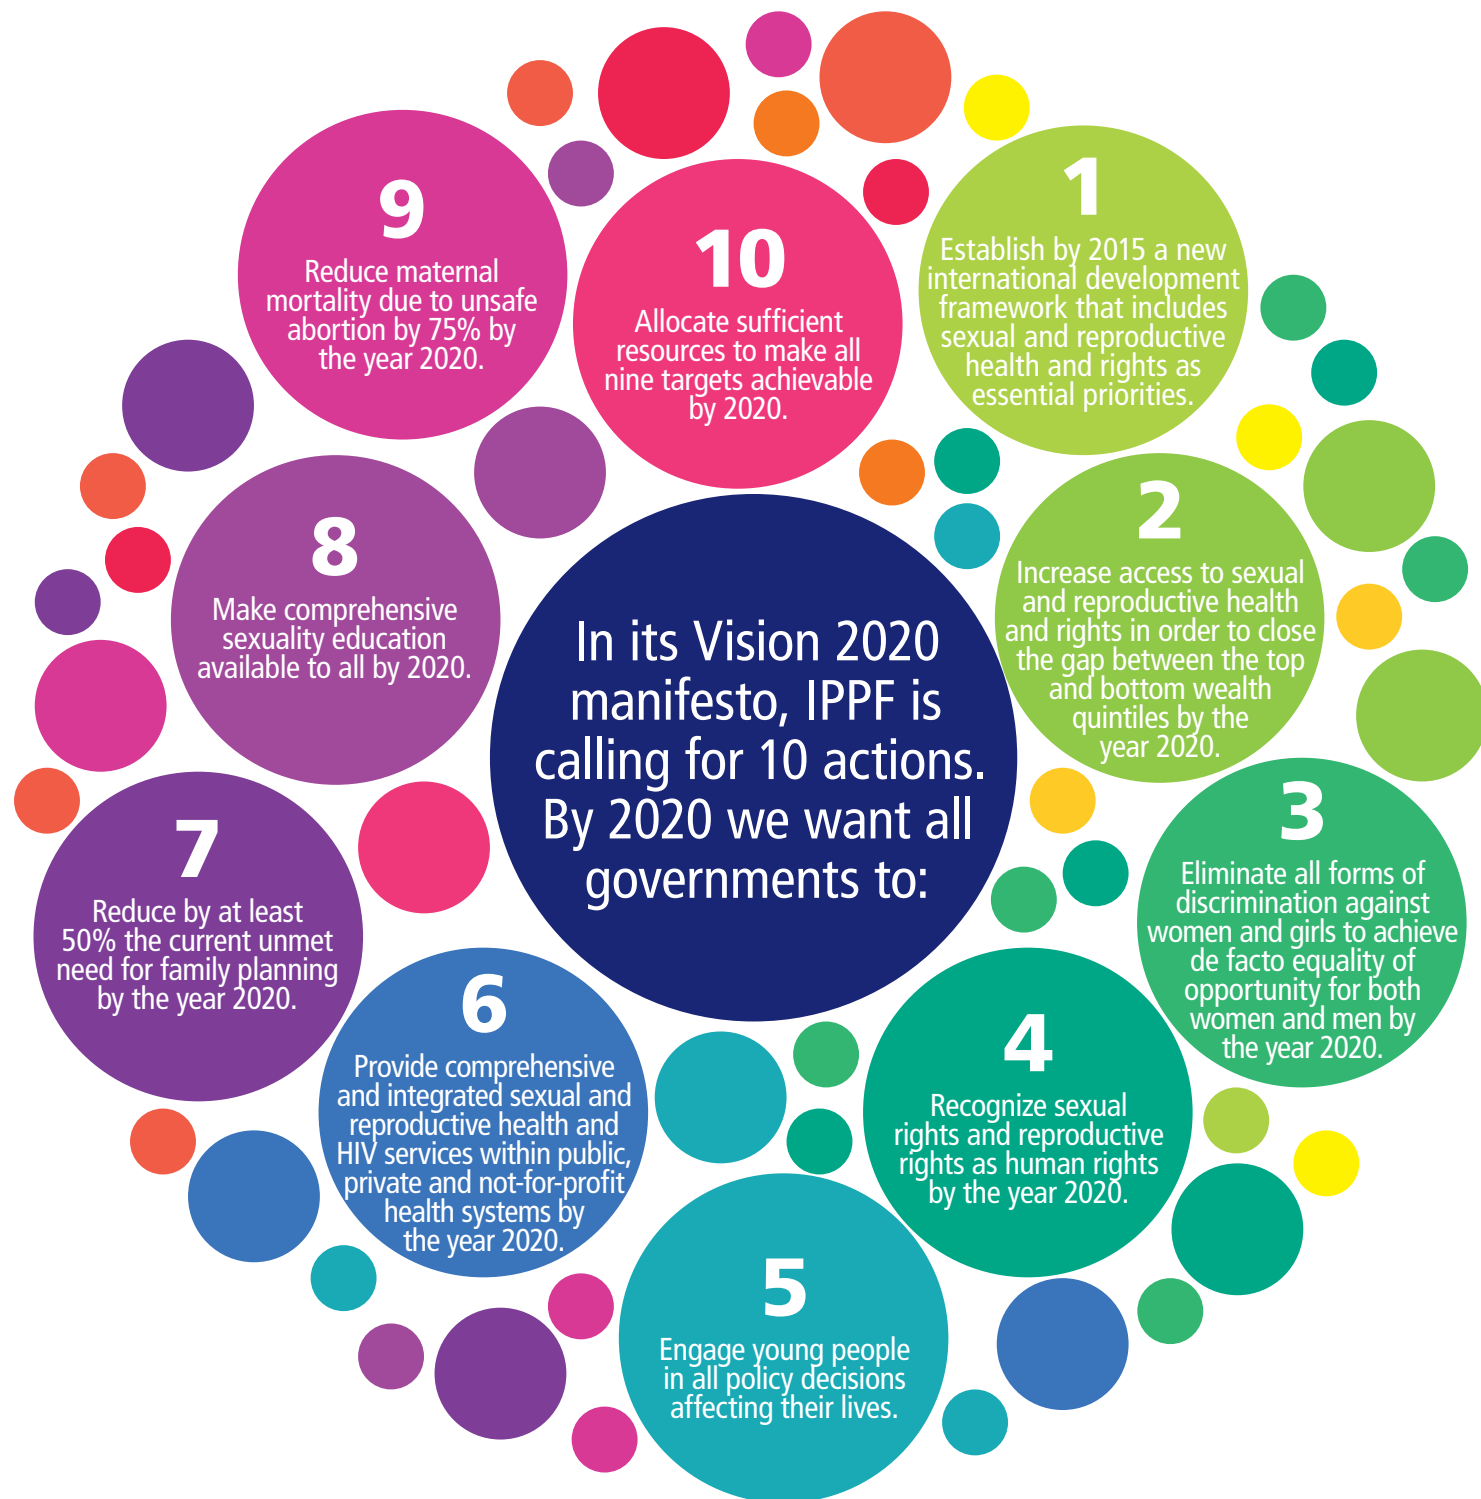 In its Vision 2020
manifesto, IPPF is
calling for 10 actions.
By 2020 we want all
governments to:
1
Establish by 2015 a new
international development
framework that includes
sexual and reproductive
health and rights as
essential priorities.
2
Increase access to sexual
and reproductive health
and rights in order to close
the gap between the top
and bottom wealth
quintiles by the
year 2020.
3
Eliminate all forms of
discrimination against
women and girls to achieve
de facto equality of
opportunity for both
women and men by
the year 2020.
4
Recognize sexual
rights and reproductive
rights as human rights
by the year 2020.
5
Engage young people
in all policy decisions
affecting their lives.
6
Provide comprehensive
and integrated sexual and
reproductive health and
HIV services within public,
private and not-for-profit
health systems by
the year 2020.
7
Reduce by at least
50% the current unmet
need for family planning
by the year 2020.
8
Make comprehensive
sexuality education
available to all by 2020.
9
Reduce maternal
mortality due to unsafe
abortion by 75% by
the year 2020.
10
Allocate sufficient
resources to make all
nine targets achievable
by 2020.